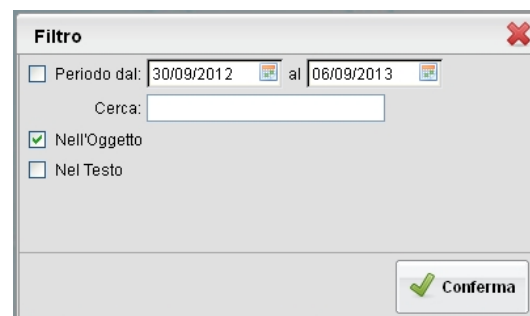 Filtro
Periodo dal: 30/09/2012 al 06/09/2013
Cerca:
Nell'Oggetto
Nel Testo
Conferma